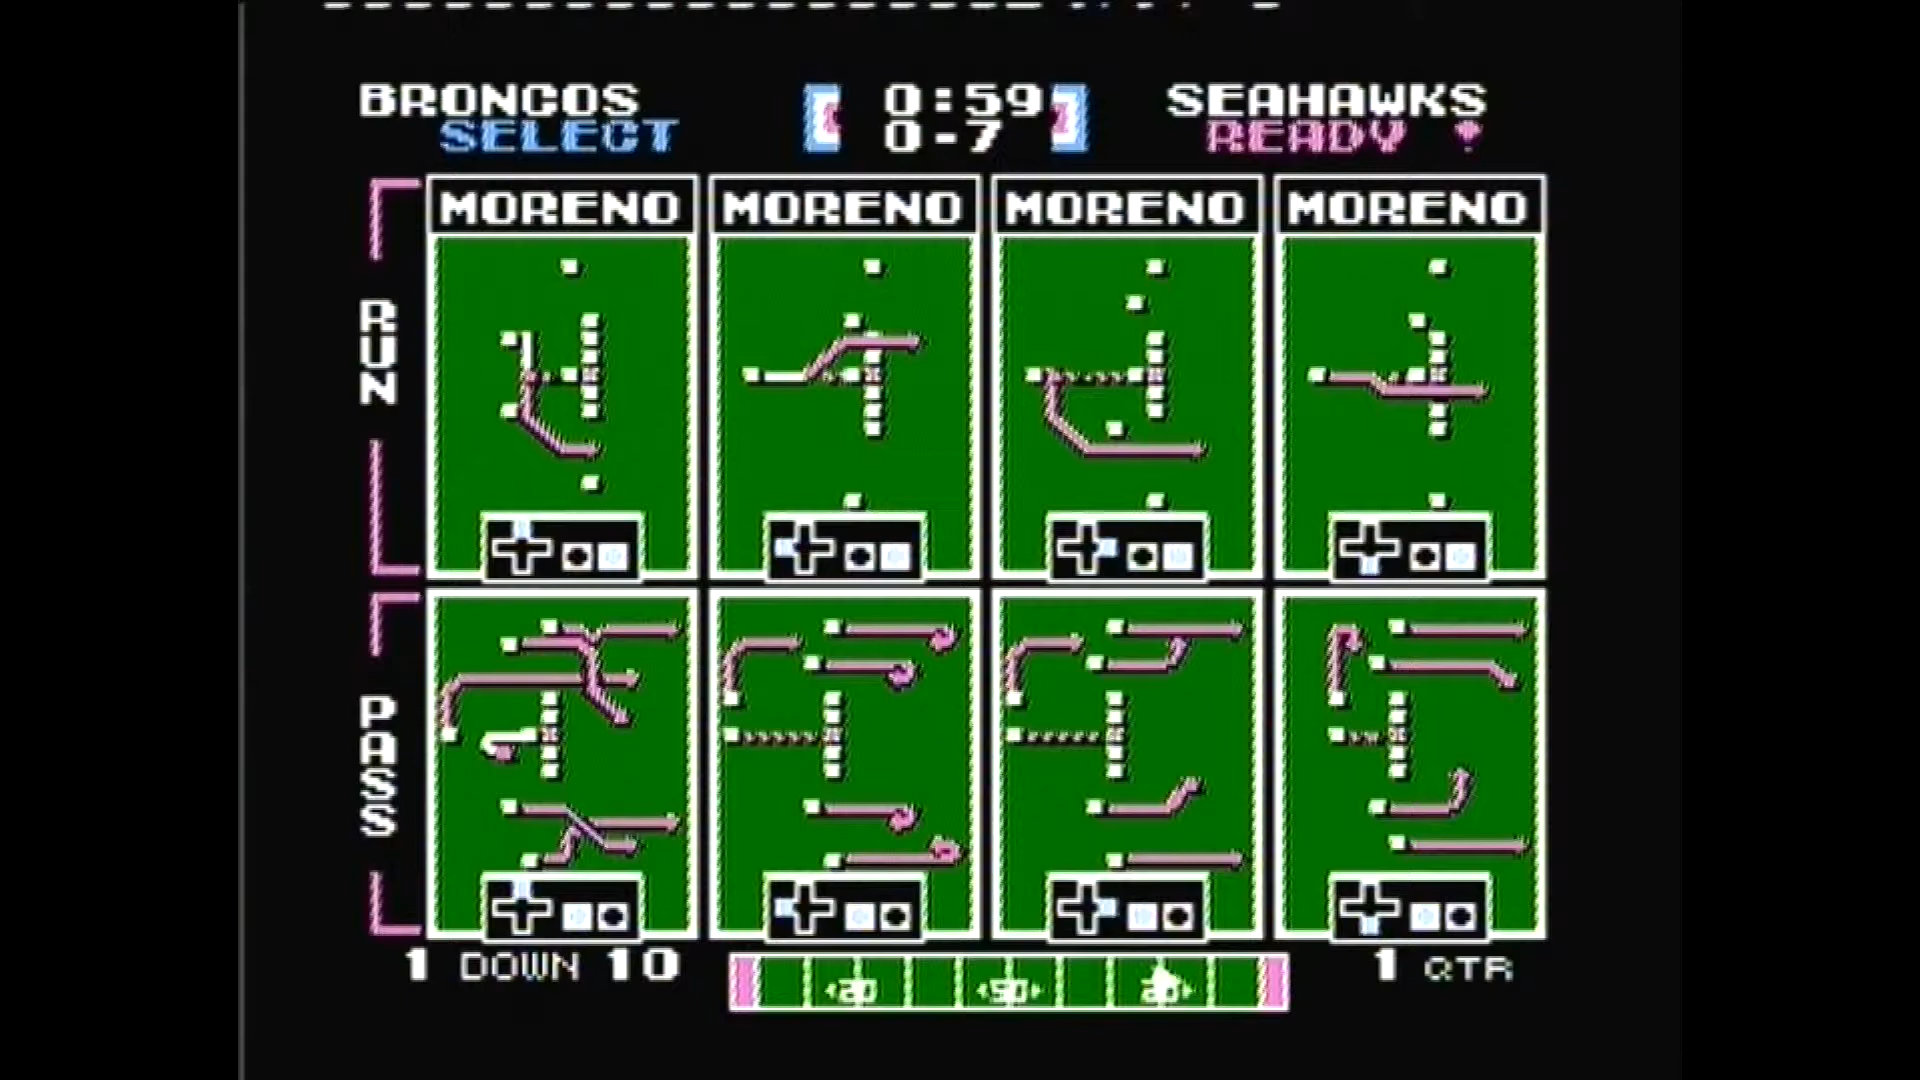 BRONCOS 0:59 SEAHAWKS
SELECT 0-7 READY !
MORENO MORENO MORENO MORENO
RUN
PASS
1 DOWN 10 1 QTR
<20 <50> 20>